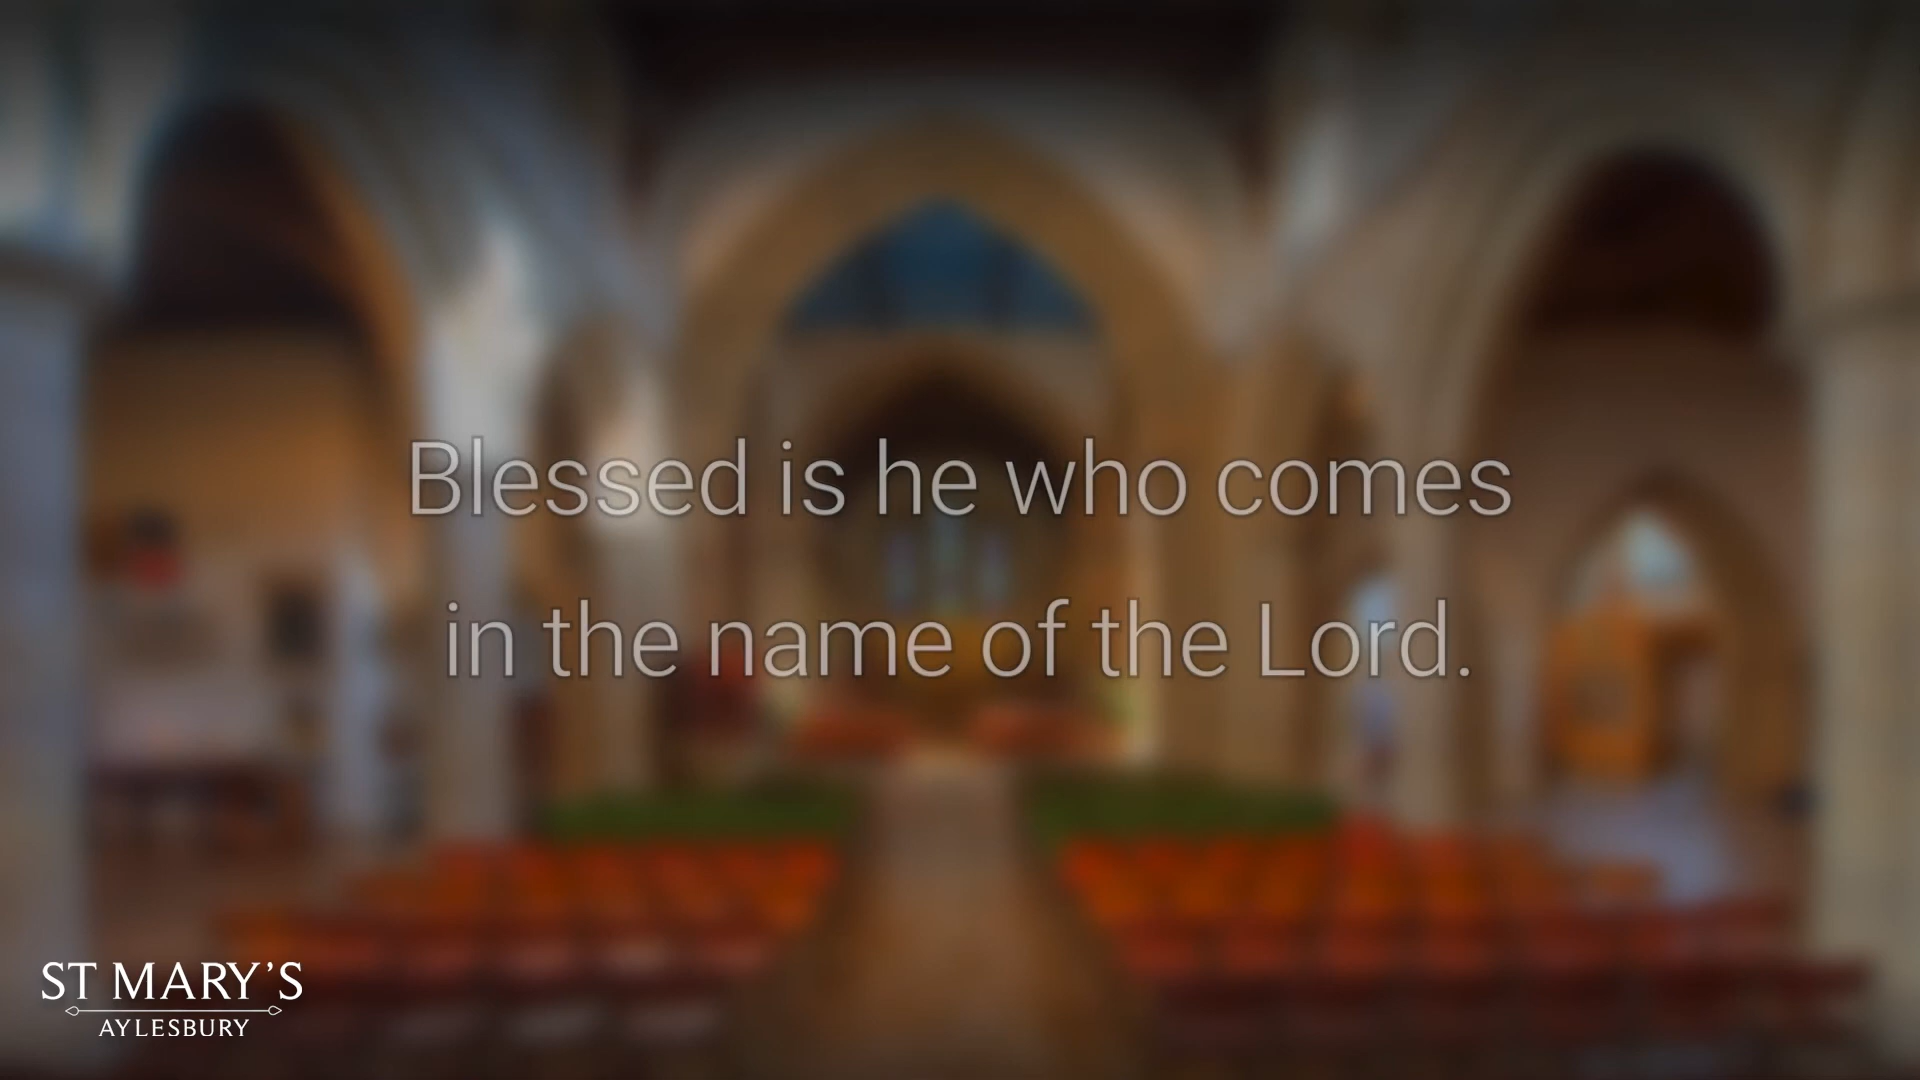 Blessed is he who comes
in the name of the Lord.
ST MARY'S
AYLESBURY